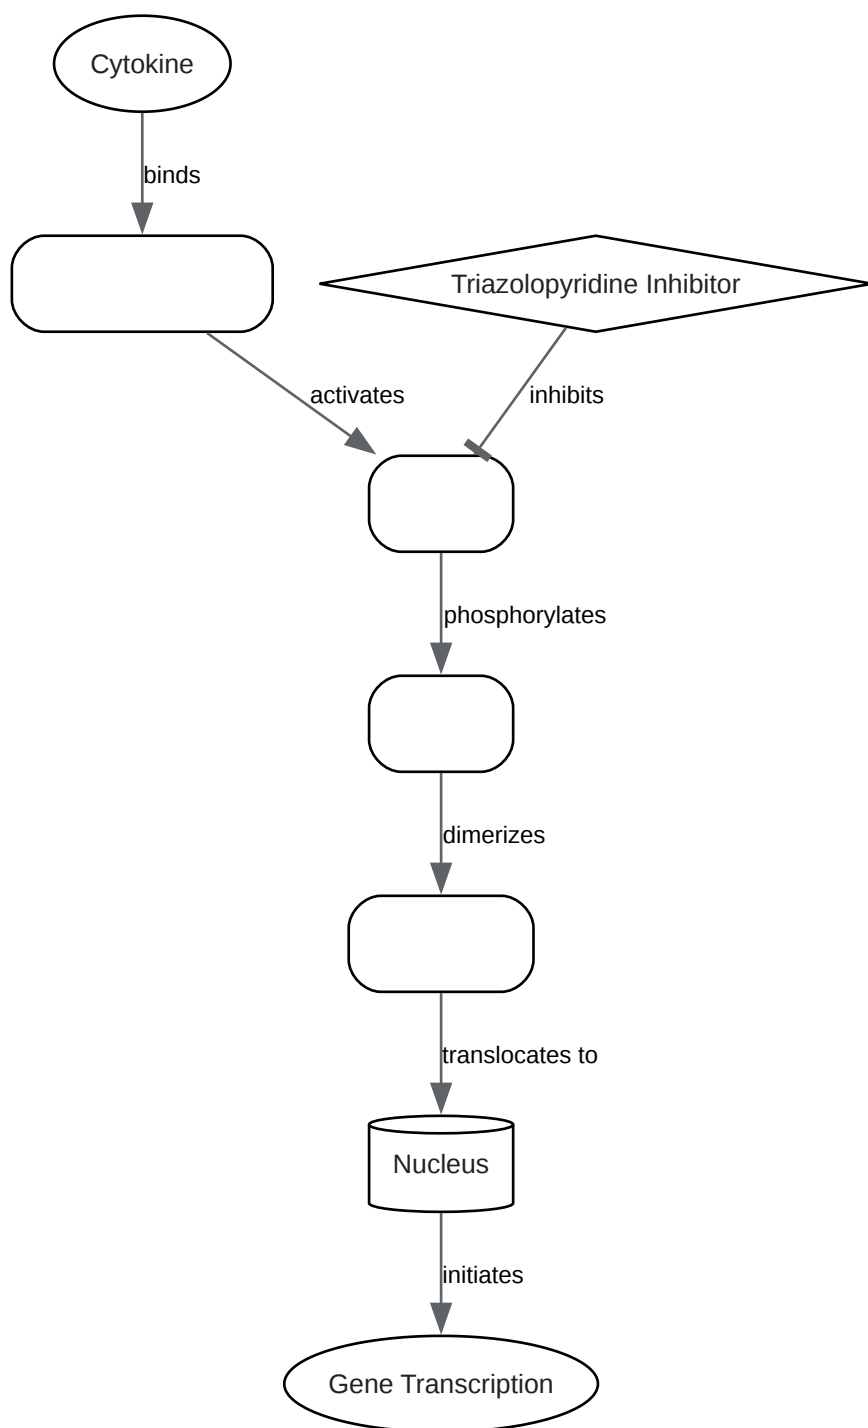 Cytokine
binds
Triazolopyridine Inhibitor
activates
inhibits
phosphorylates
dimerizes
translocates to
Nucleus
initiates
Gene Transcription